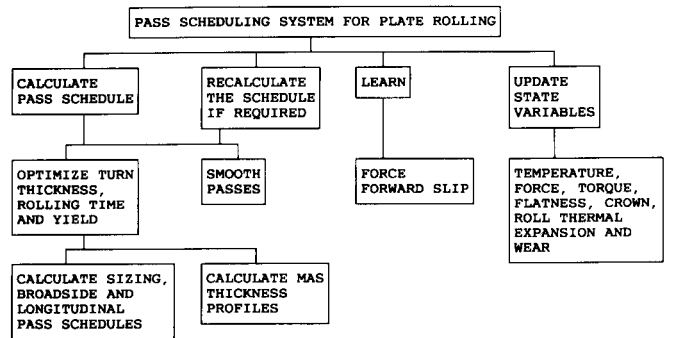 PASS SCHEDULING SYSTEM FOR PLATE ROLLING
CALCULATE
PASS SCHEDULE
RECALCULATE
THE SCHEDULE
IF REQUIRED
LEARN
UPDATE
STATE
VARIABLES
OPTIMIZE TURN
THICKNESS,
ROLLING TIME
AND YIELD
SMOOTH
PASSES
FORCE
FORWARD SLIP
TEMPERATURE,
FORCE, TORQUE,
FLATNESS, CROWN,
ROLL THERMAL
EXPANSION AND
WEAR
CALCULATE SIZING,
BROADSIDE AND
LONGITUDINAL
PASS SCHEDULES
CALCULATE MAS
THICKNESS
PROFILES